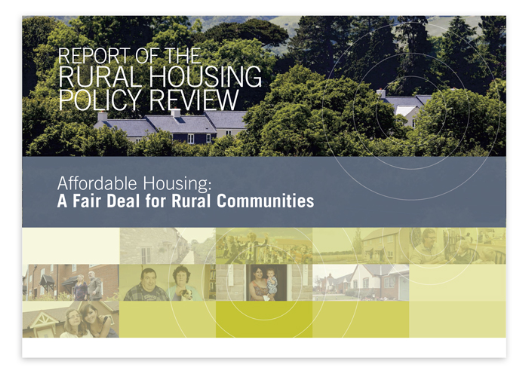 REPORT OF THE
RURAL HOUSING
POLICY REVIEW
Affordable Housing:
A Fair Deal for Rural Communities